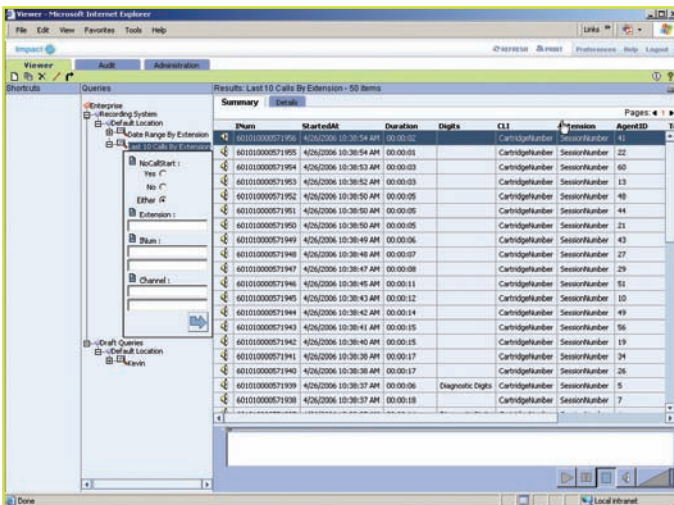 Viewer - Microsoft Internet Explorer
File Edit View Favorites Tools Help
Links
Impact
REFRESH PRINT Preferences Help Logout
Viewer Audit Administration
Shortcuts
Queries
Results: Last 10 Calls By Extension - 50 items
Enterprise
Recording System
Default Location
Date Range By Extension
Last 10 Calls By Extension
NoCallStart :
Yes
No
Either
Extension :
INum :
Channel :
Draft Queries
Default Location
Kevin
Summary Details
Pages: 1
INum StartedAt Duration Digits CLI Extension AgentID T
601010000571956 4/26/2006 10:38:54 AM 00:00:02 CartridgeNumber SessionNumber 41
601010000571955 4/26/2006 10:38:54 AM 00:00:01 CartridgeNumber SessionNumber 22
601010000571954 4/26/2006 10:38:53 AM 00:00:03 CartridgeNumber SessionNumber 60
601010000571953 4/26/2006 10:38:52 AM 00:00:03 CartridgeNumber SessionNumber 13
601010000571952 4/26/2006 10:38:50 AM 00:00:05 CartridgeNumber SessionNumber 48
601010000571951 4/26/2006 10:38:50 AM 00:00:05 CartridgeNumber SessionNumber 44
601010000571950 4/26/2006 10:38:50 AM 00:00:05 CartridgeNumber SessionNumber 21
601010000571949 4/26/2006 10:38:49 AM 00:00:06 CartridgeNumber SessionNumber 43
601010000571948 4/26/2006 10:38:48 AM 00:00:07 CartridgeNumber SessionNumber 27
601010000571947 4/26/2006 10:38:47 AM 00:00:08 CartridgeNumber SessionNumber 29
601010000571946 4/26/2006 10:38:45 AM 00:00:11 CartridgeNumber SessionNumber 51
601010000571945 4/26/2006 10:38:43 AM 00:00:12 CartridgeNumber SessionNumber 10
601010000571944 4/26/2006 10:38:42 AM 00:00:14 CartridgeNumber SessionNumber 49
601010000571943 4/26/2006 10:38:41 AM 00:00:15 CartridgeNumber SessionNumber 56
601010000571942 4/26/2006 10:38:40 AM 00:00:15 CartridgeNumber SessionNumber 19
601010000571941 4/26/2006 10:38:38 AM 00:00:17 CartridgeNumber SessionNumber 34
601010000571940 4/26/2006 10:38:38 AM 00:00:17 CartridgeNumber SessionNumber 26
601010000571939 4/26/2006 10:38:37 AM 00:00:06 Diagnostic Digits CartridgeNumber SessionNumber 5
601010000571938 4/26/2006 10:38:37 AM 00:00:18 CartridgeNumber SessionNumber 7
Done
Local intranet